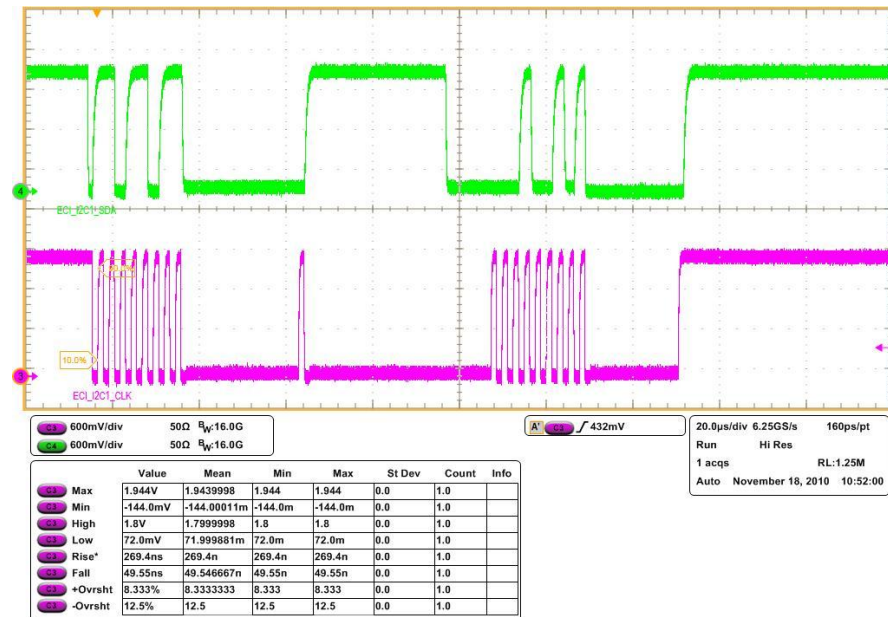 4
ECI_I2C1_SDA
10.0%
3
ECI_I2C1_CLK
C3 600mV/div 50Ω BW:16.0G
C4 600mV/div 50Ω BW:16.0G
A' C3 432mV
20.0µs/div 6.25GS/s 160ps/pt
Run Hi Res
1 acqs RL:1.25M
Auto November 18, 2010 10:52:00
Value Mean Min Max St Dev Count Info
C3 Max 1.944V 1.9439998 1.944 1.944 0.0 1.0
C3 Min -144.0mV -144.00011m -144.0m -144.0m 0.0 1.0
C3 High 1.8V 1.7999998 1.8 1.8 0.0 1.0
C3 Low 72.0mV 71.999881m 72.0m 72.0m 0.0 1.0
C3 Rise* 269.4ns 269.4n 269.4n 269.4n 0.0 1.0
C3 Fall 49.55ns 49.546667n 49.55n 49.55n 0.0 1.0
C3 +Ovrsht 8.333% 8.3333333 8.333 8.333 0.0 1.0
C3 -Ovrsht 12.5% 12.5 12.5 12.5 0.0 1.0